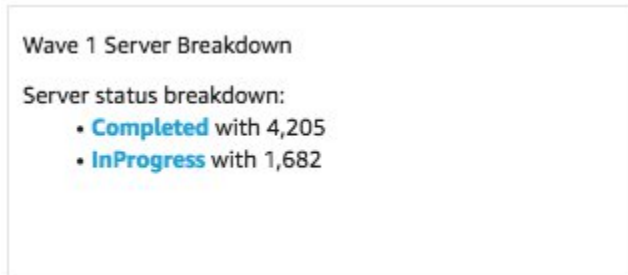 Wave 1 Server Breakdown
Server status breakdown:
• Completed with 4,205
• InProgress with 1,682